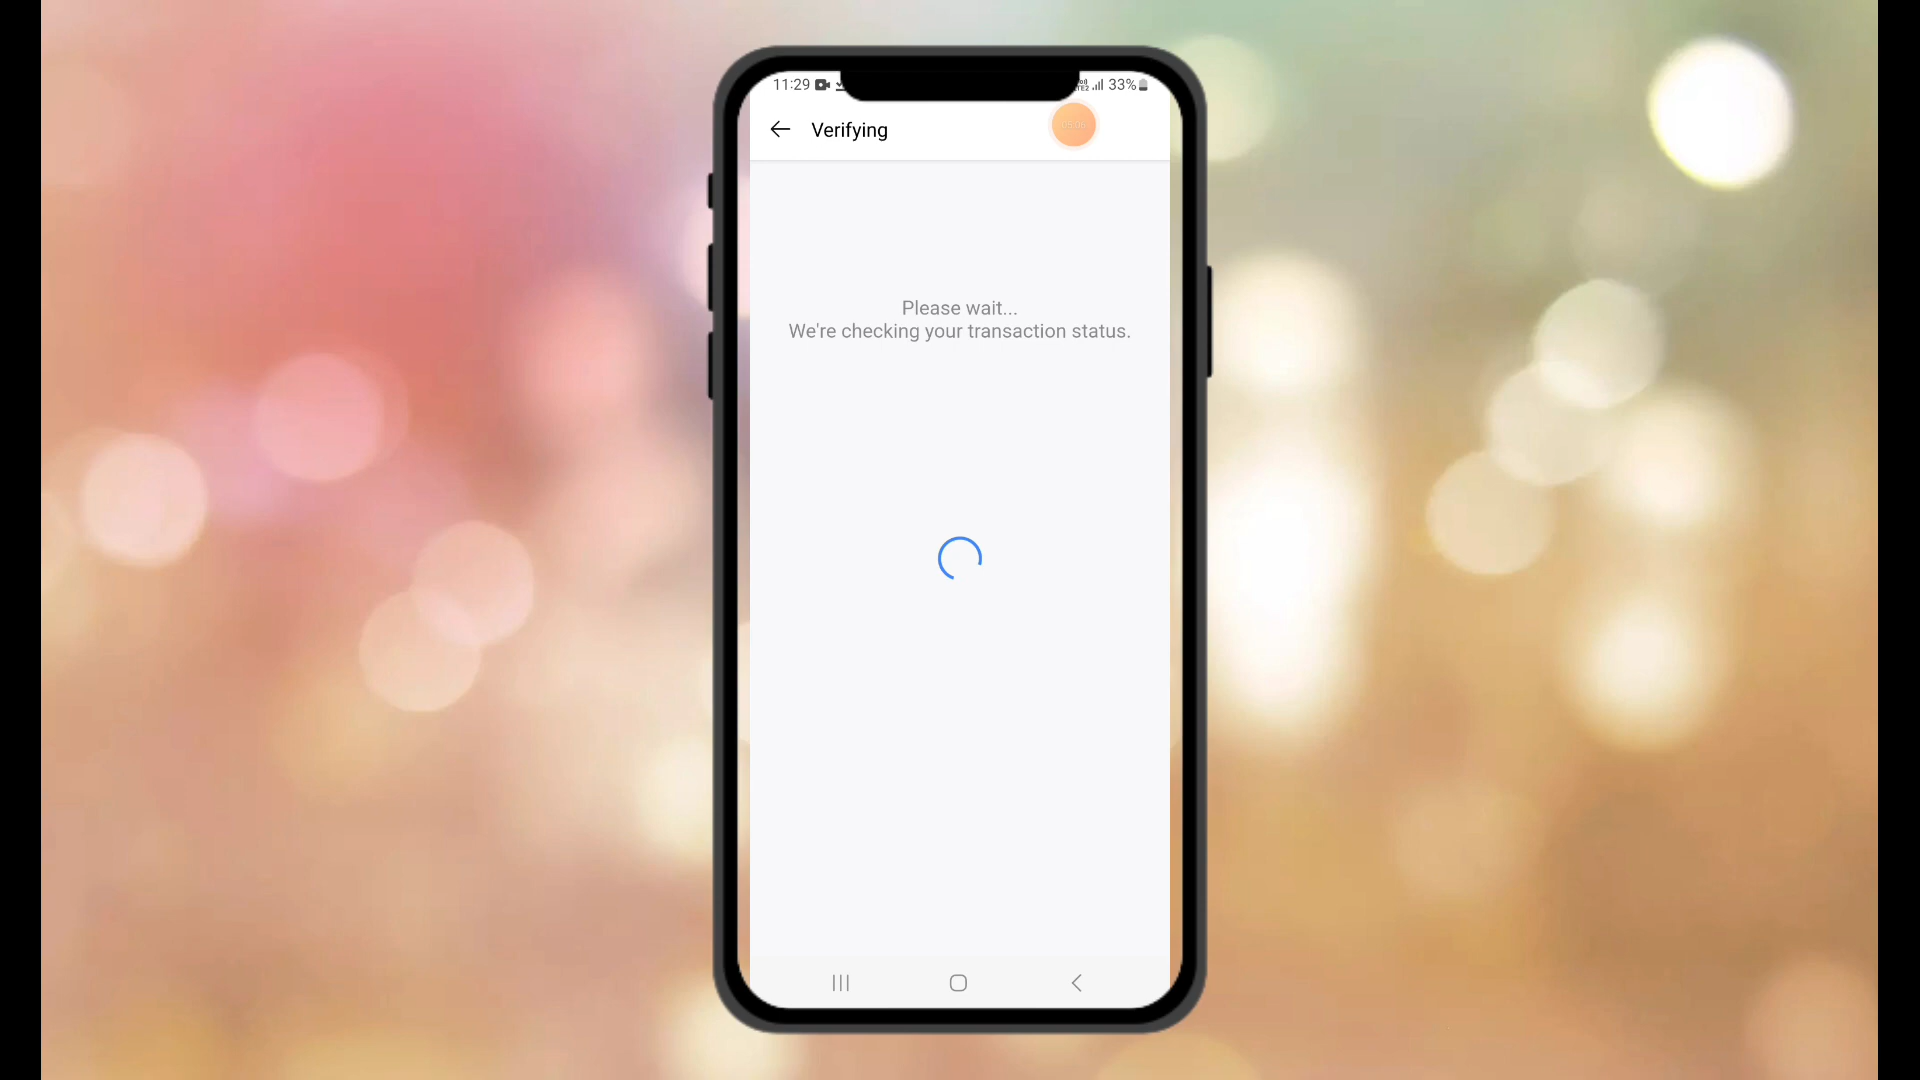 11:29
33%
Verifying
Please wait...
We're checking your transaction status.